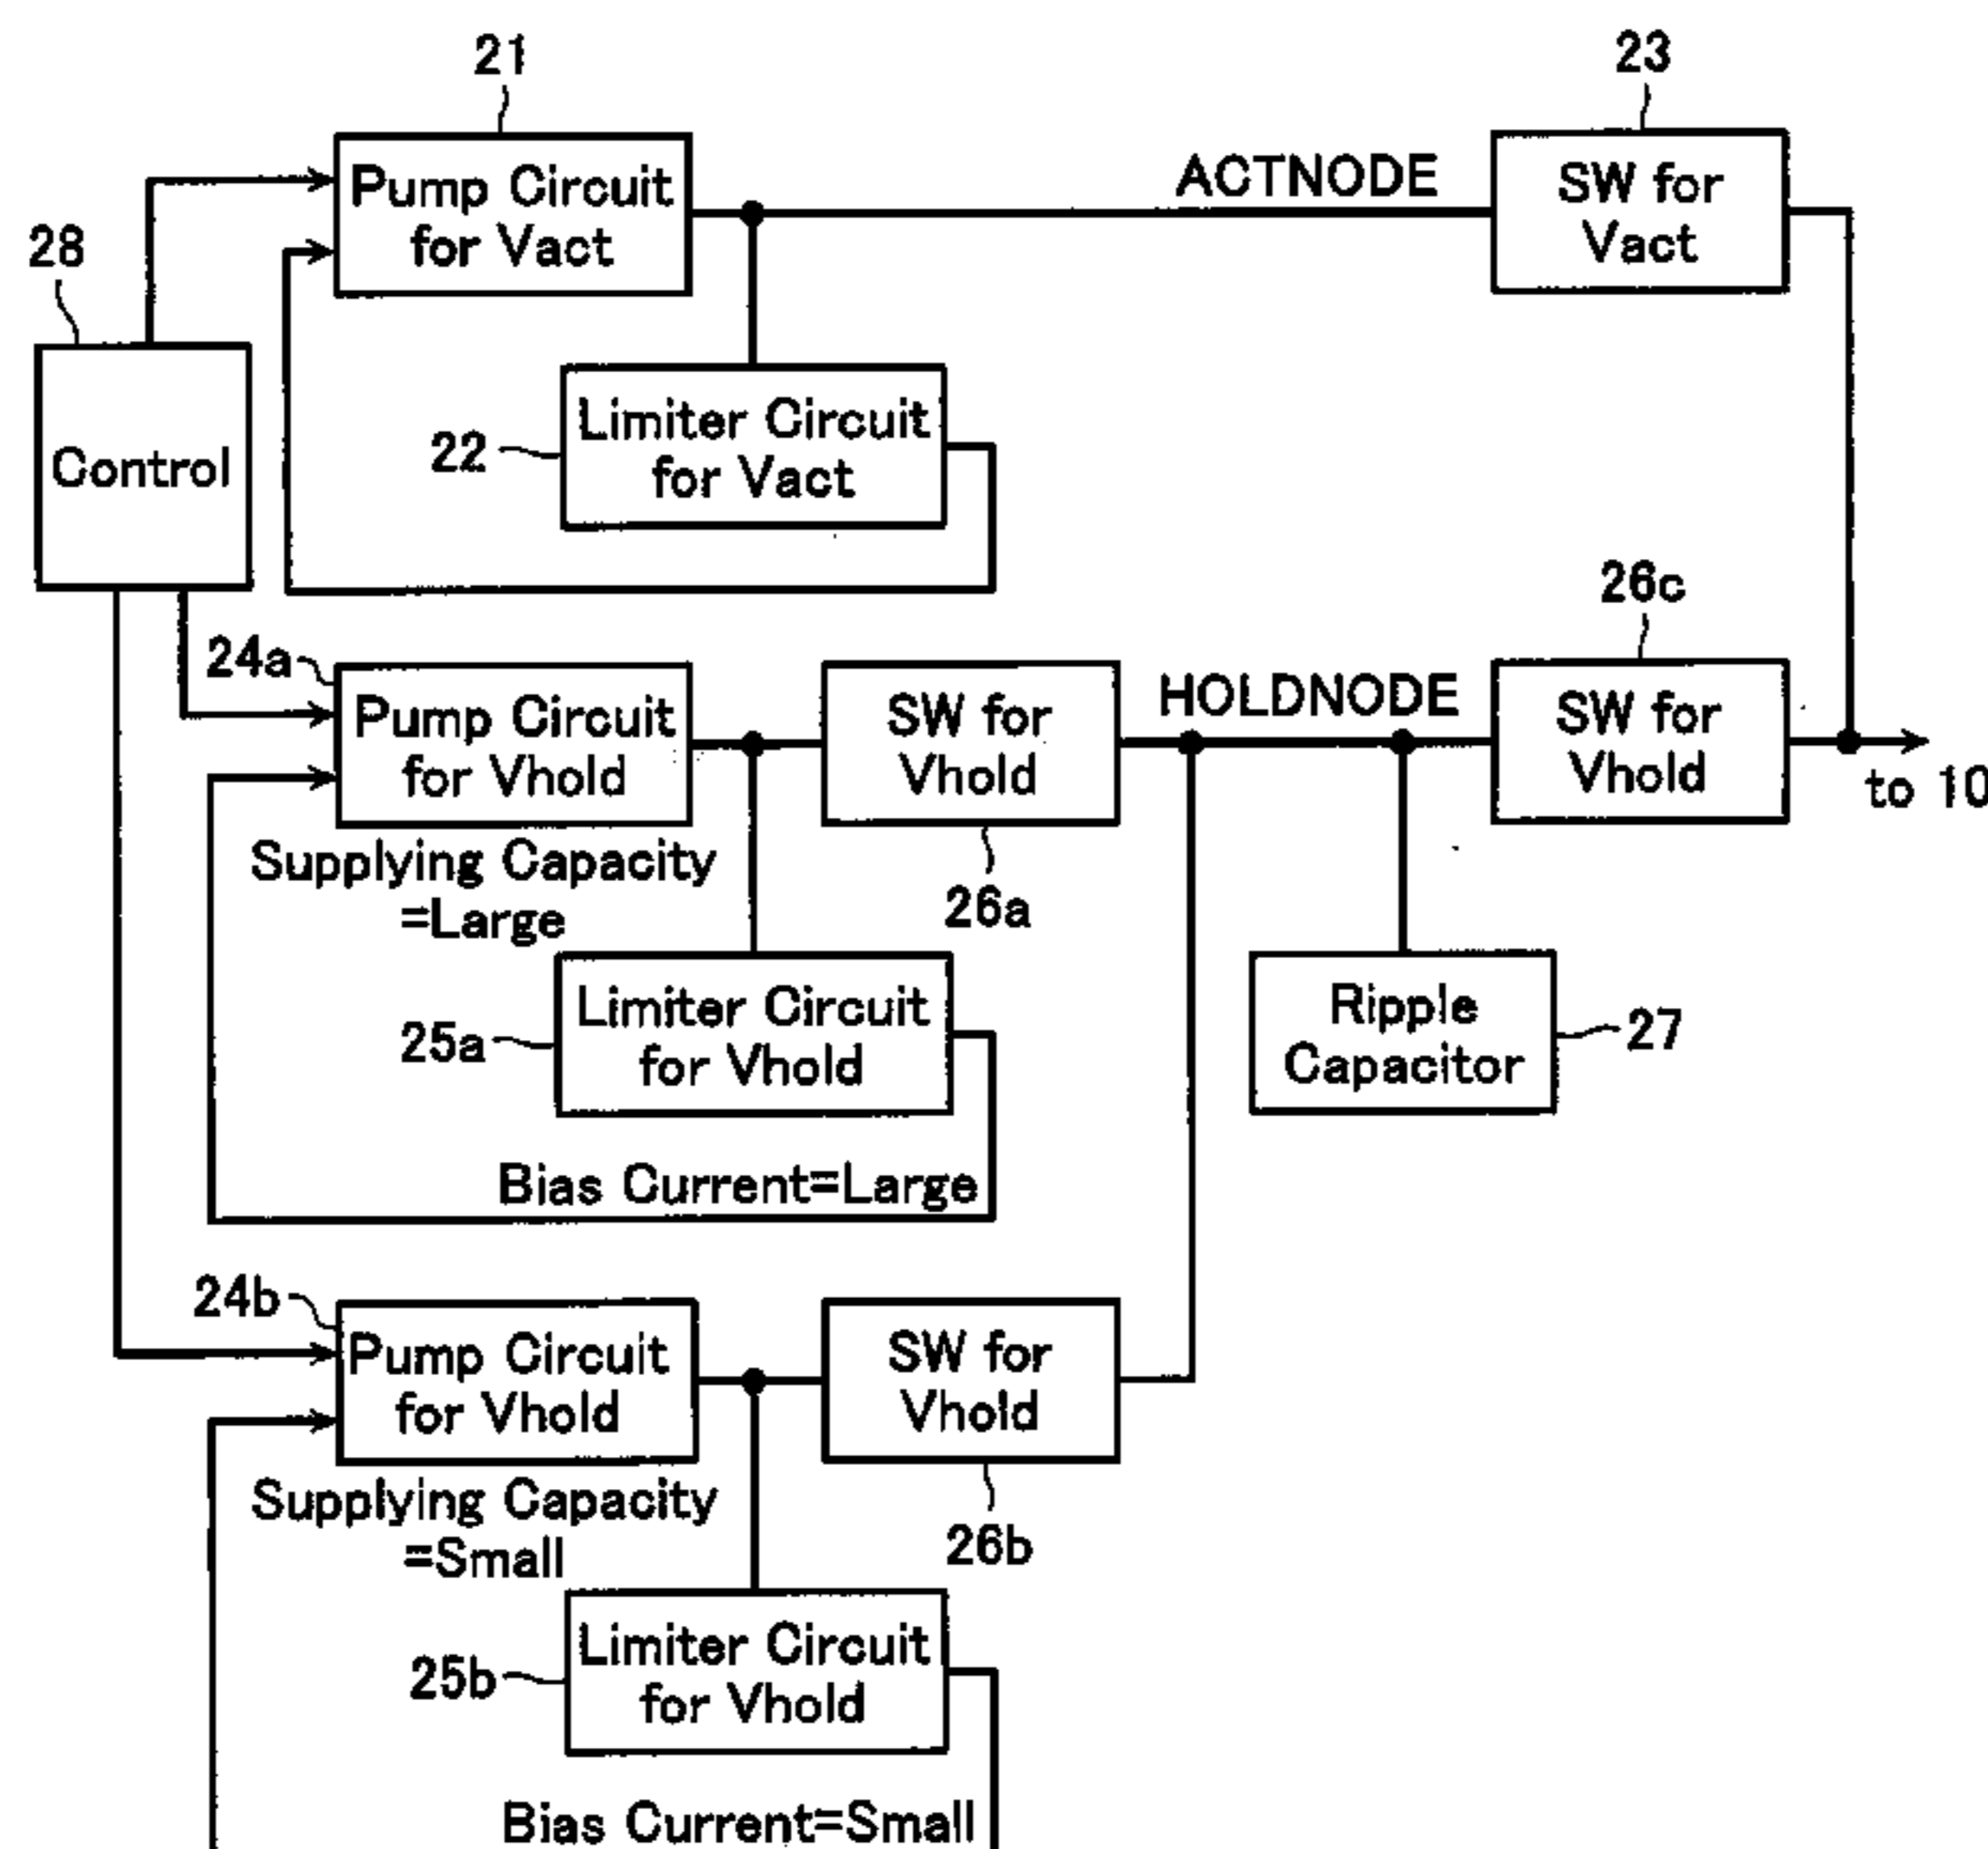 21
23
Pump Circuit
for Vact
ACTNODE
SW for
Vact
28
Control
22
Limiter Circuit
for Vact
26c
24a
Pump Circuit
for Vhold
SW for
Vhold
HOLDNODE
SW for
Vhold
to 10
Supplying Capacity
=Large
26a
25a
Limiter Circuit
for Vhold
Ripple
Capacitor
27
Bias Current=Large
24b
Pump Circuit
for Vhold
SW for
Vhold
Supplying Capacity
=Small
26b
25b
Limiter Circuit
for Vhold
Bias Current=Small